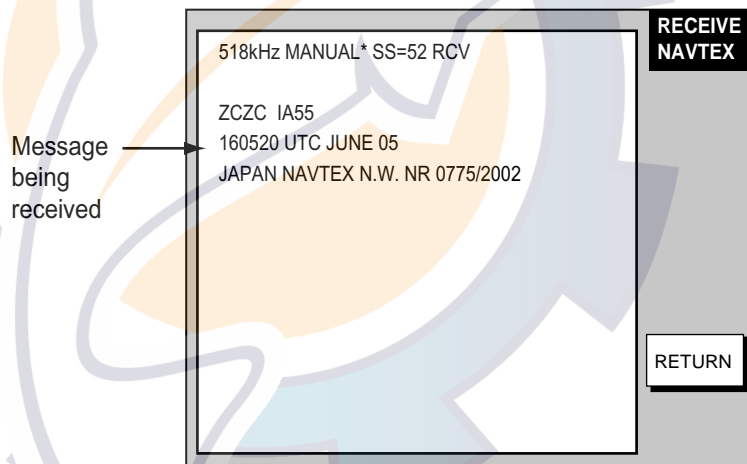 RECEIVE
NAVTEX
518kHz MANUAL* SS=52 RCV
ZCZC IA55
160520 UTC JUNE 05
JAPAN NAVTEX N.W. NR 0775/2002
Message
being
received
RETURN